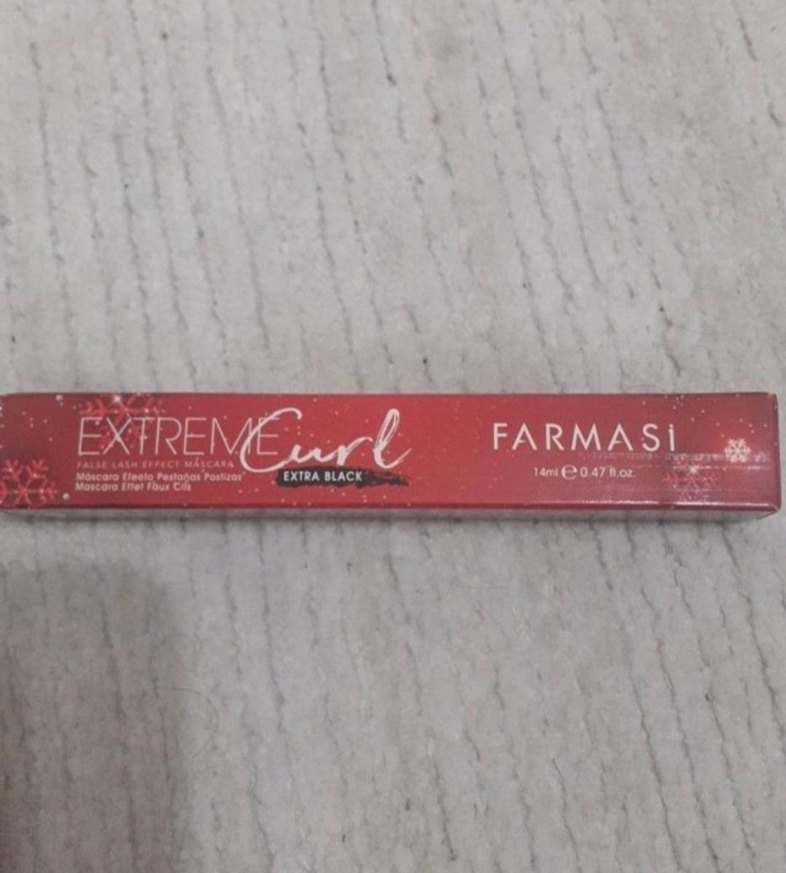 EXTREME Curl
FALSE LASH EFFECT MASCARA
Máscara Efeato Pestañas Postizas
Mascara Effet Faux Cils
EXTRA BLACK
FARMASi
14ml ℮ 0.47 fl.oz.